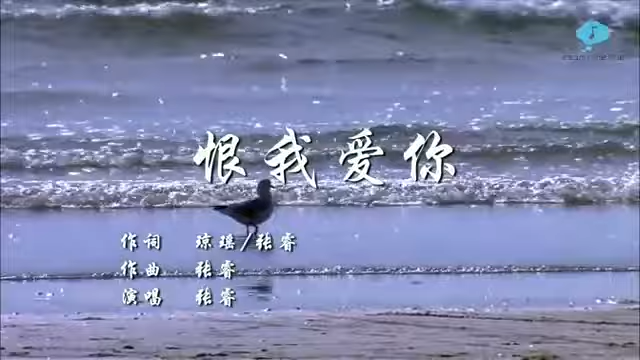 恨我爱你
作词 琼瑶/张睿
作曲 张睿
演唱 张睿